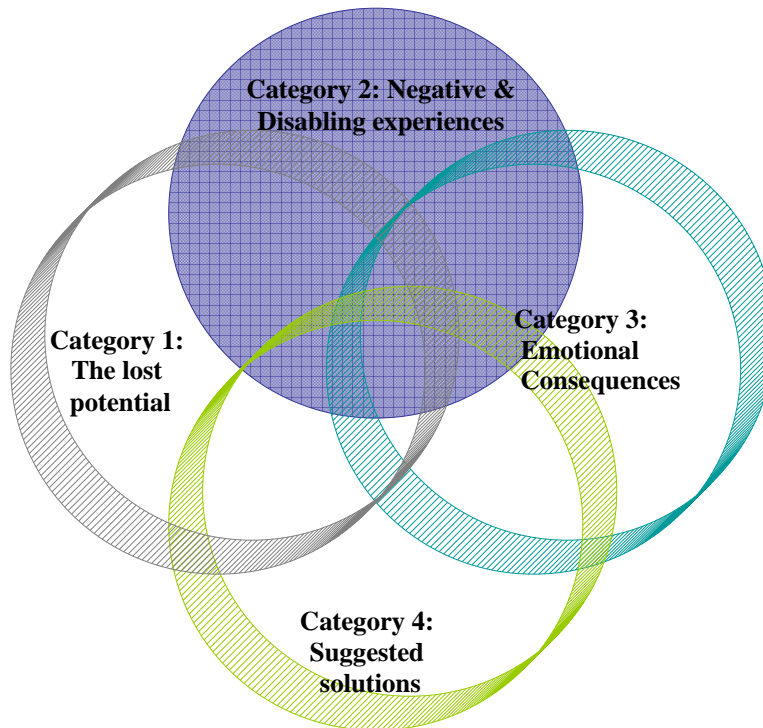 Category 2: Negative &
Disabling experiences
Category 1:
The lost
potential
Category 3:
Emotional
Consequences
Category 4:
Suggested
solutions